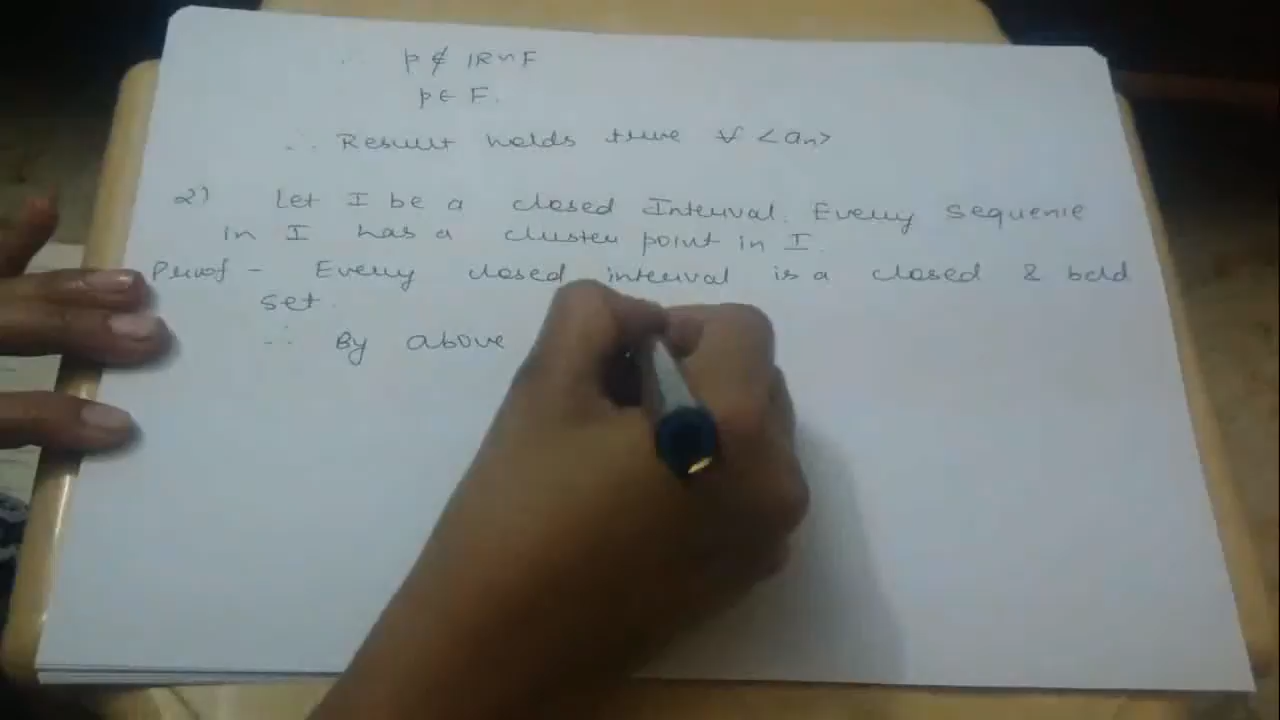 ∴ p ∉ ℝ~F
p ∈ F.
∴ Result holds true ∀ <an>
2) Let I be a closed Interval. Every sequence
in I has a cluster point in I.
Proof - Every closed interval is a closed & bdd
set.
∴ By above